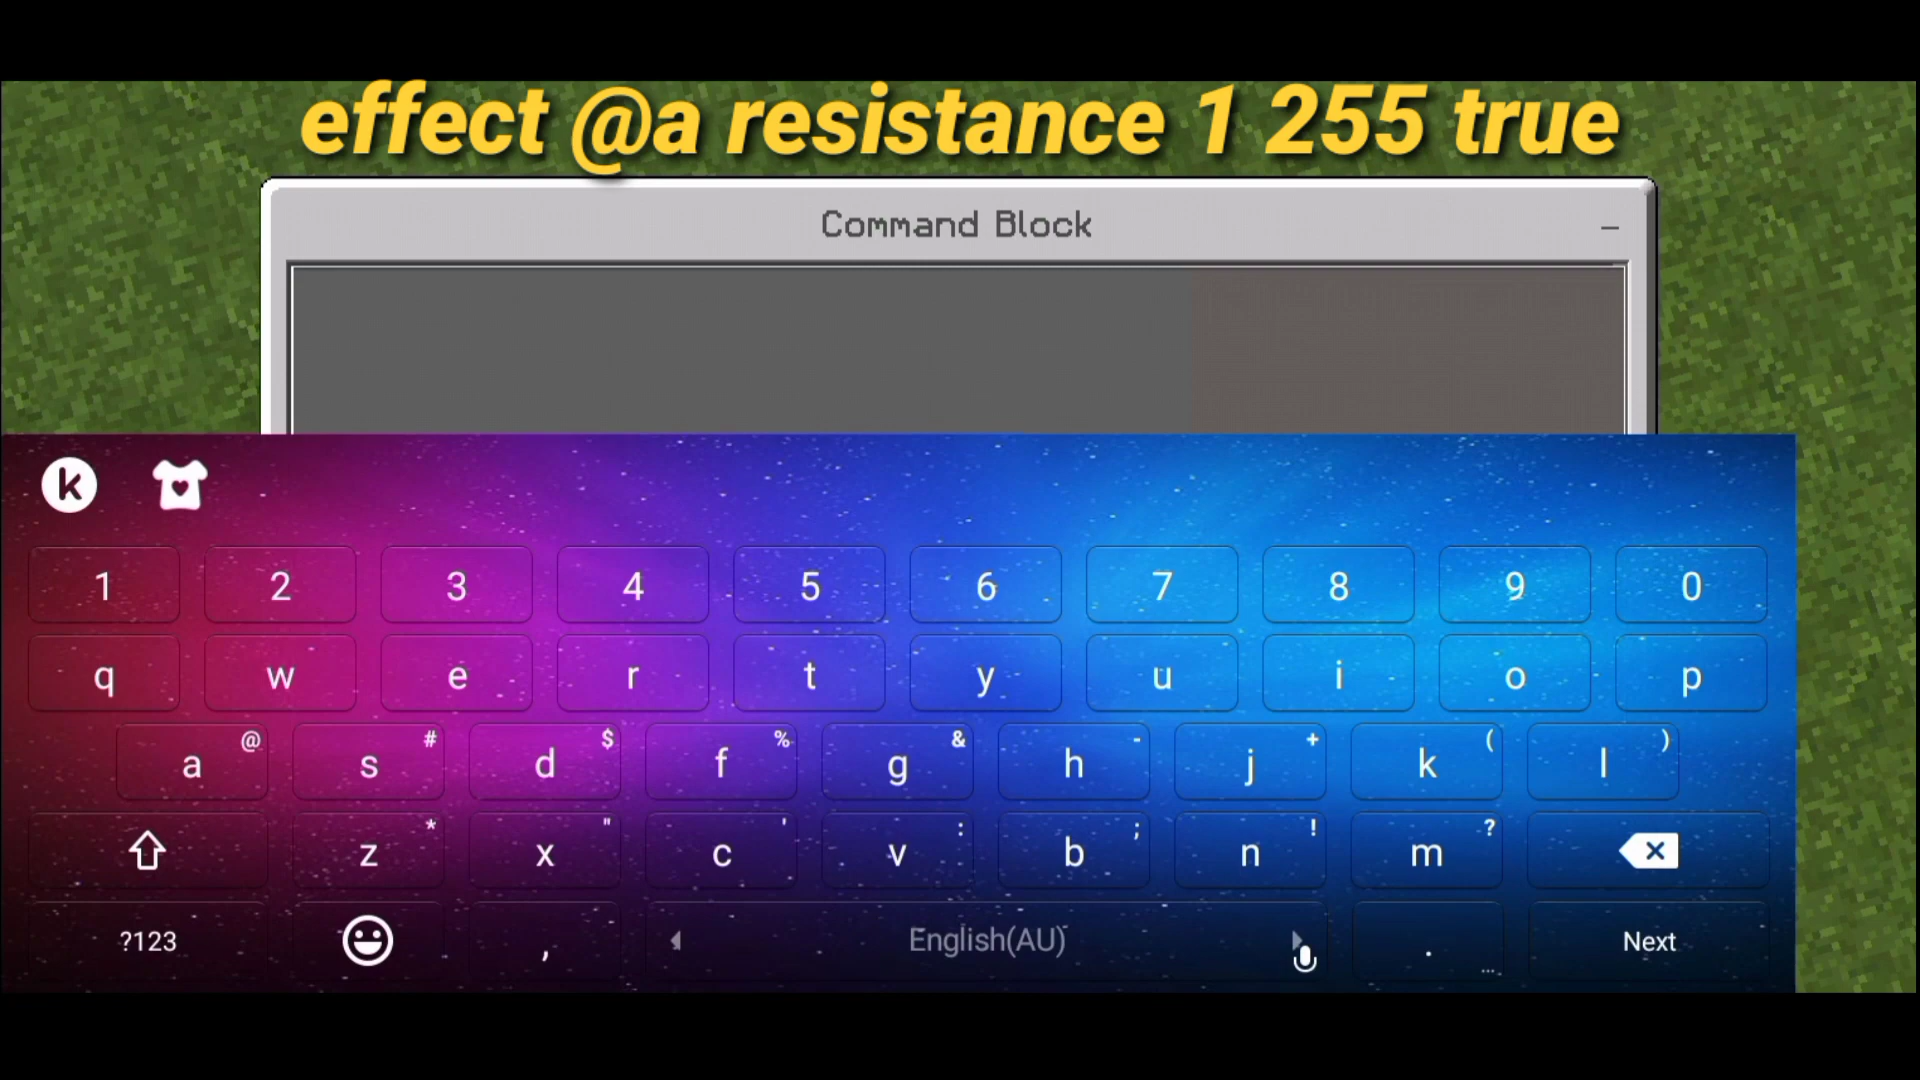 effect @a resistance 1 255 true
Command Block
k
1 2 3 4 5 6 7 8 9 0
q w e r t y u i o p
@ # $ % & - + ( )
a s d f g h j k l
* " ' : ; ! ?
z x c v b n m
?123 , English(AU) . ... Next